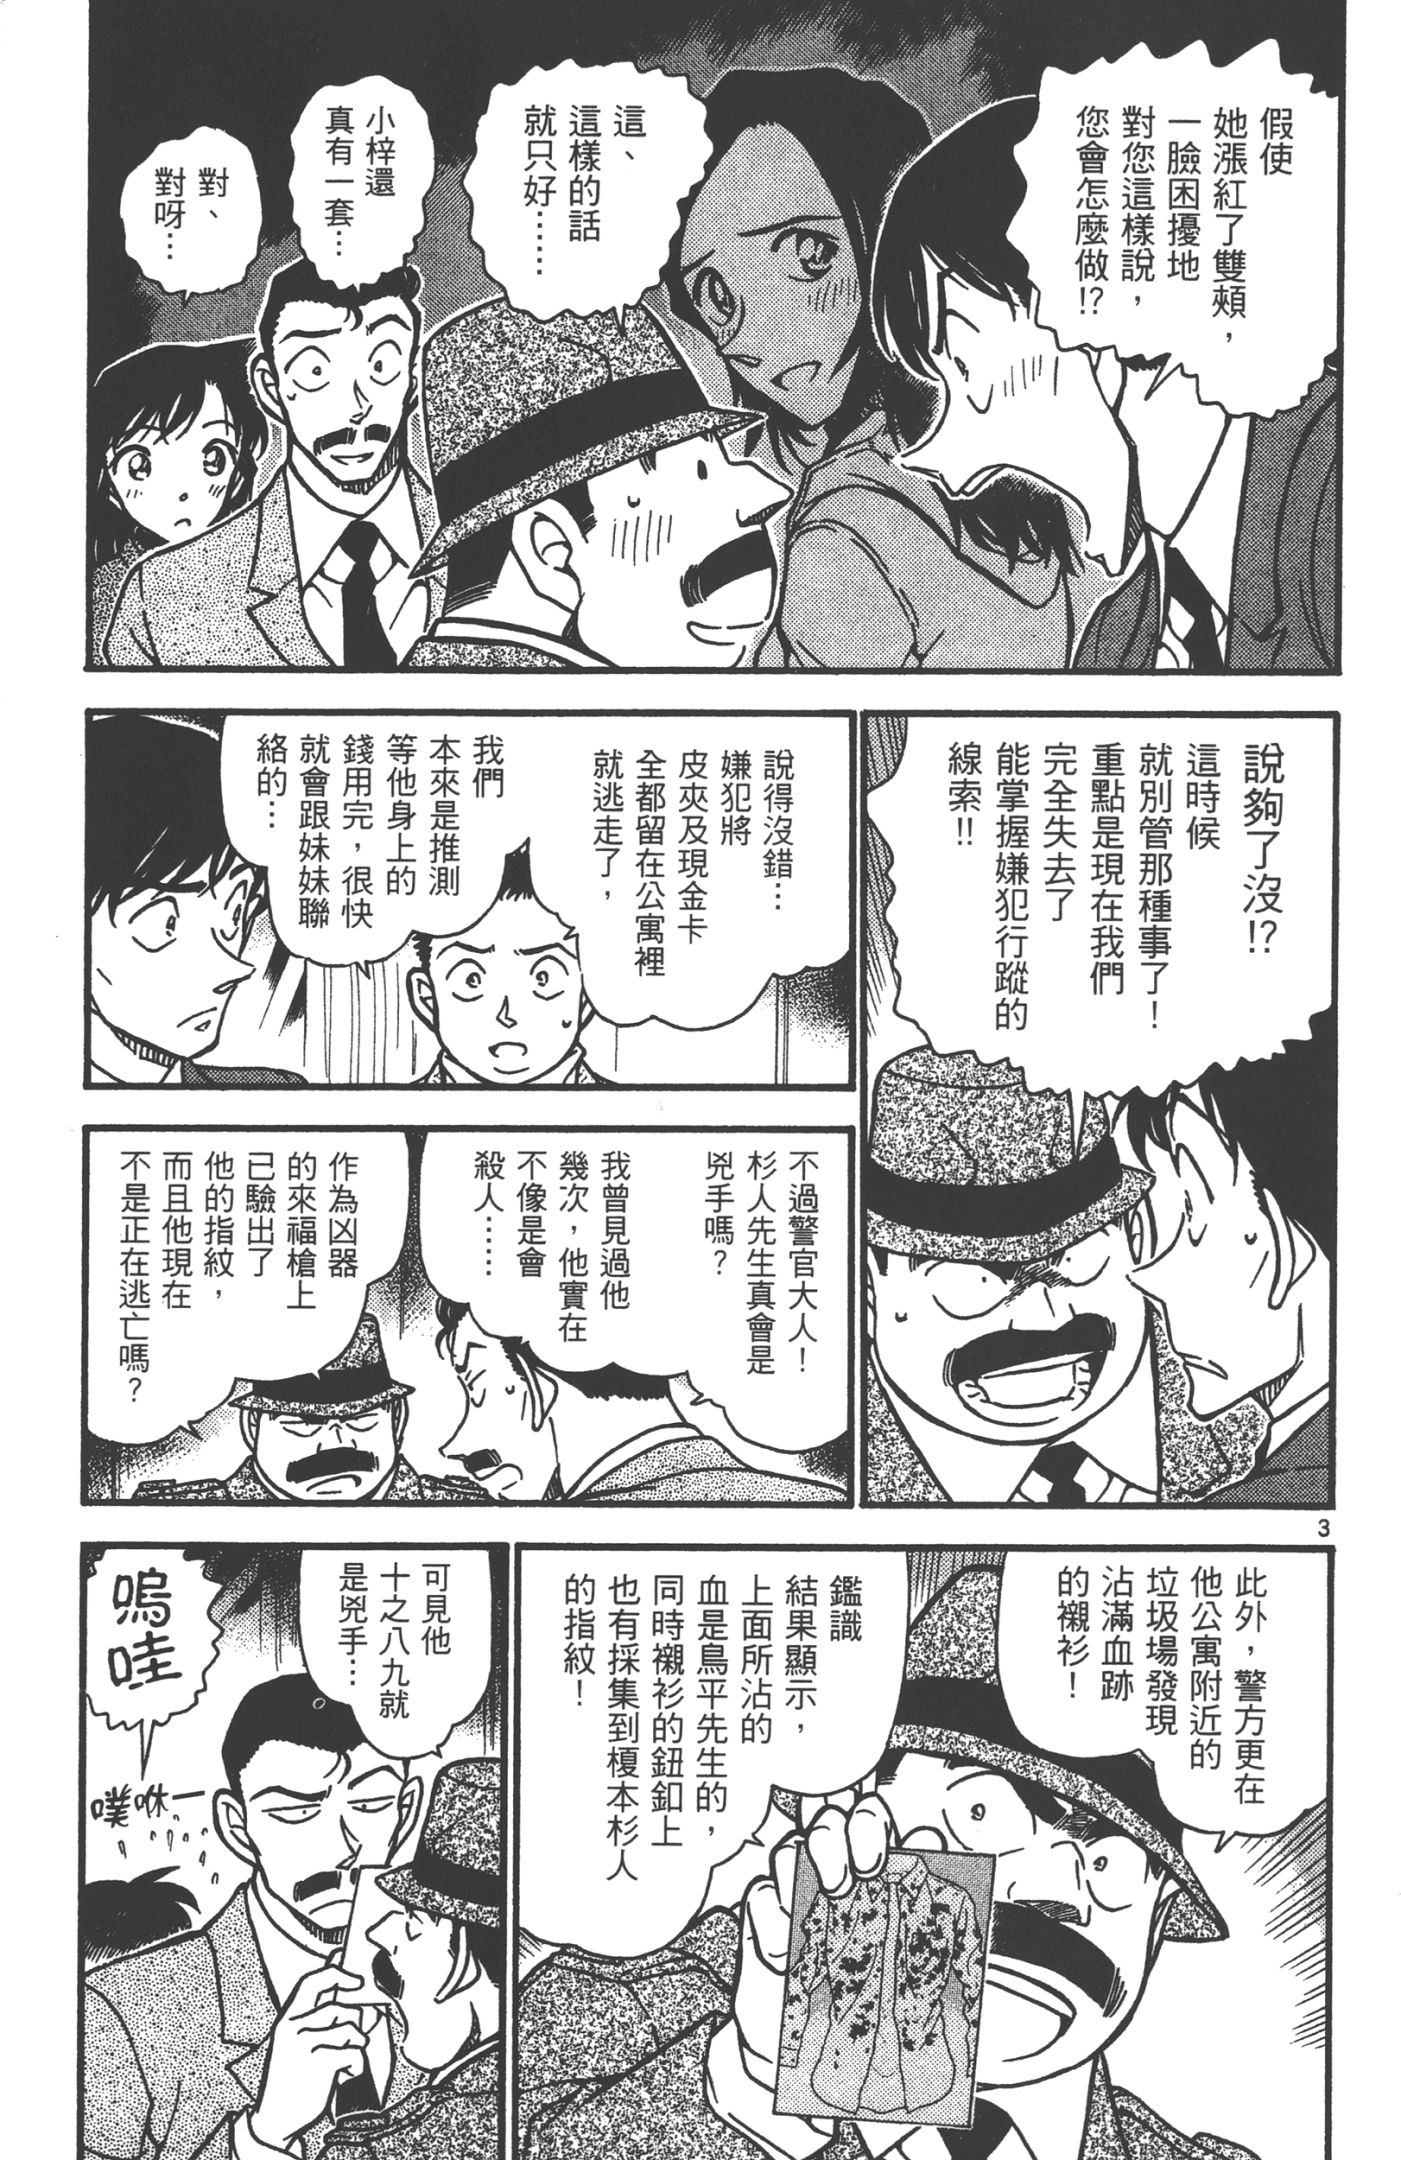 假使
她漲紅了雙頰，
一臉困擾地
對您這樣說，
您會怎麼做!?
這、
這樣的話
就只好……
小梓還
真有一套…
對、
對呀…
說夠了沒!?
這時候
就別管那種事了！
重點是現在我們
完全失去了
能掌握嫌犯行蹤的
線索!!
說得沒錯…
嫌犯將
皮夾及現金卡
全都留在公寓裡
就逃走了，
我們
本來是推測
等他身上的
錢用完，很快
就會跟妹妹聯
絡的…
不過警官大人！
杉人先生真會是
兇手嗎？
我曾見過他
幾次，他實在
不像是會
殺人……
作為凶器
的來福槍上
已驗出了
他的指紋，
而且他現在
不是正在逃亡嗎？
3
此外，警方更在
他公寓附近的
垃圾場發現
沾滿血跡
的襯衫！
鑑識
結果顯示，
上面所沾的
血是鳥平先生的，
同時襯衫的鈕釦上
也有採集到榎本杉人
的指紋！
可見他
十之八九就
是兇手…
嗚
哇
噗咻—